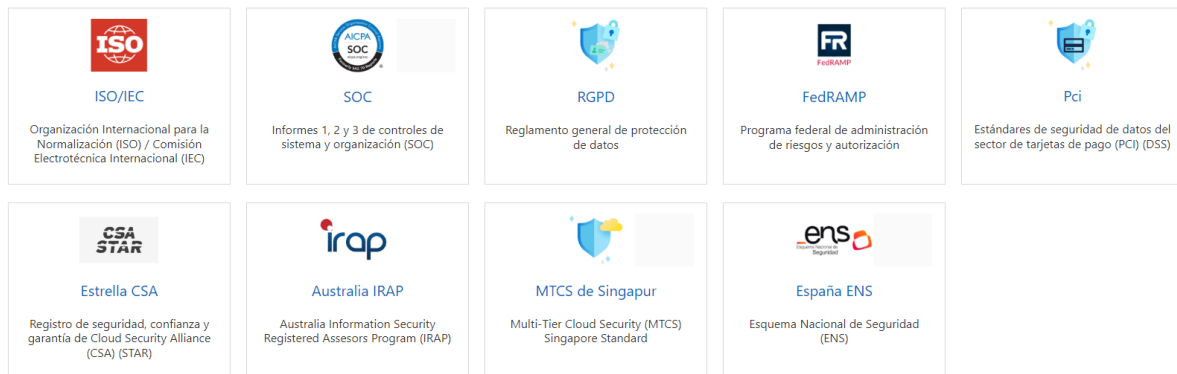 ISO
AICPA
SOC
FR
FedRAMP
ISO/IEC
SOC
RGPD
FedRAMP
Pci
Organización Internacional para la
Normalización (ISO) / Comisión
Electrotécnica Internacional (IEC)
Informes 1, 2 y 3 de controles de
sistema y organización (SOC)
Reglamento general de protección
de datos
Programa federal de administración
de riesgos y autorización
Estándares de seguridad de datos del
sector de tarjetas de pago (PCI) (DSS)
CSA
STAR
irap
_ens
Esquema Nacional de
Seguridad
Estrella CSA
Australia IRAP
MTCS de Singapur
España ENS
Registro de seguridad, confianza y
garantía de Cloud Security Alliance
(CSA) (STAR)
Australia Information Security
Registered Assesors Program (IRAP)
Multi-Tier Cloud Security (MTCS)
Singapore Standard
Esquema Nacional de Seguridad
(ENS)